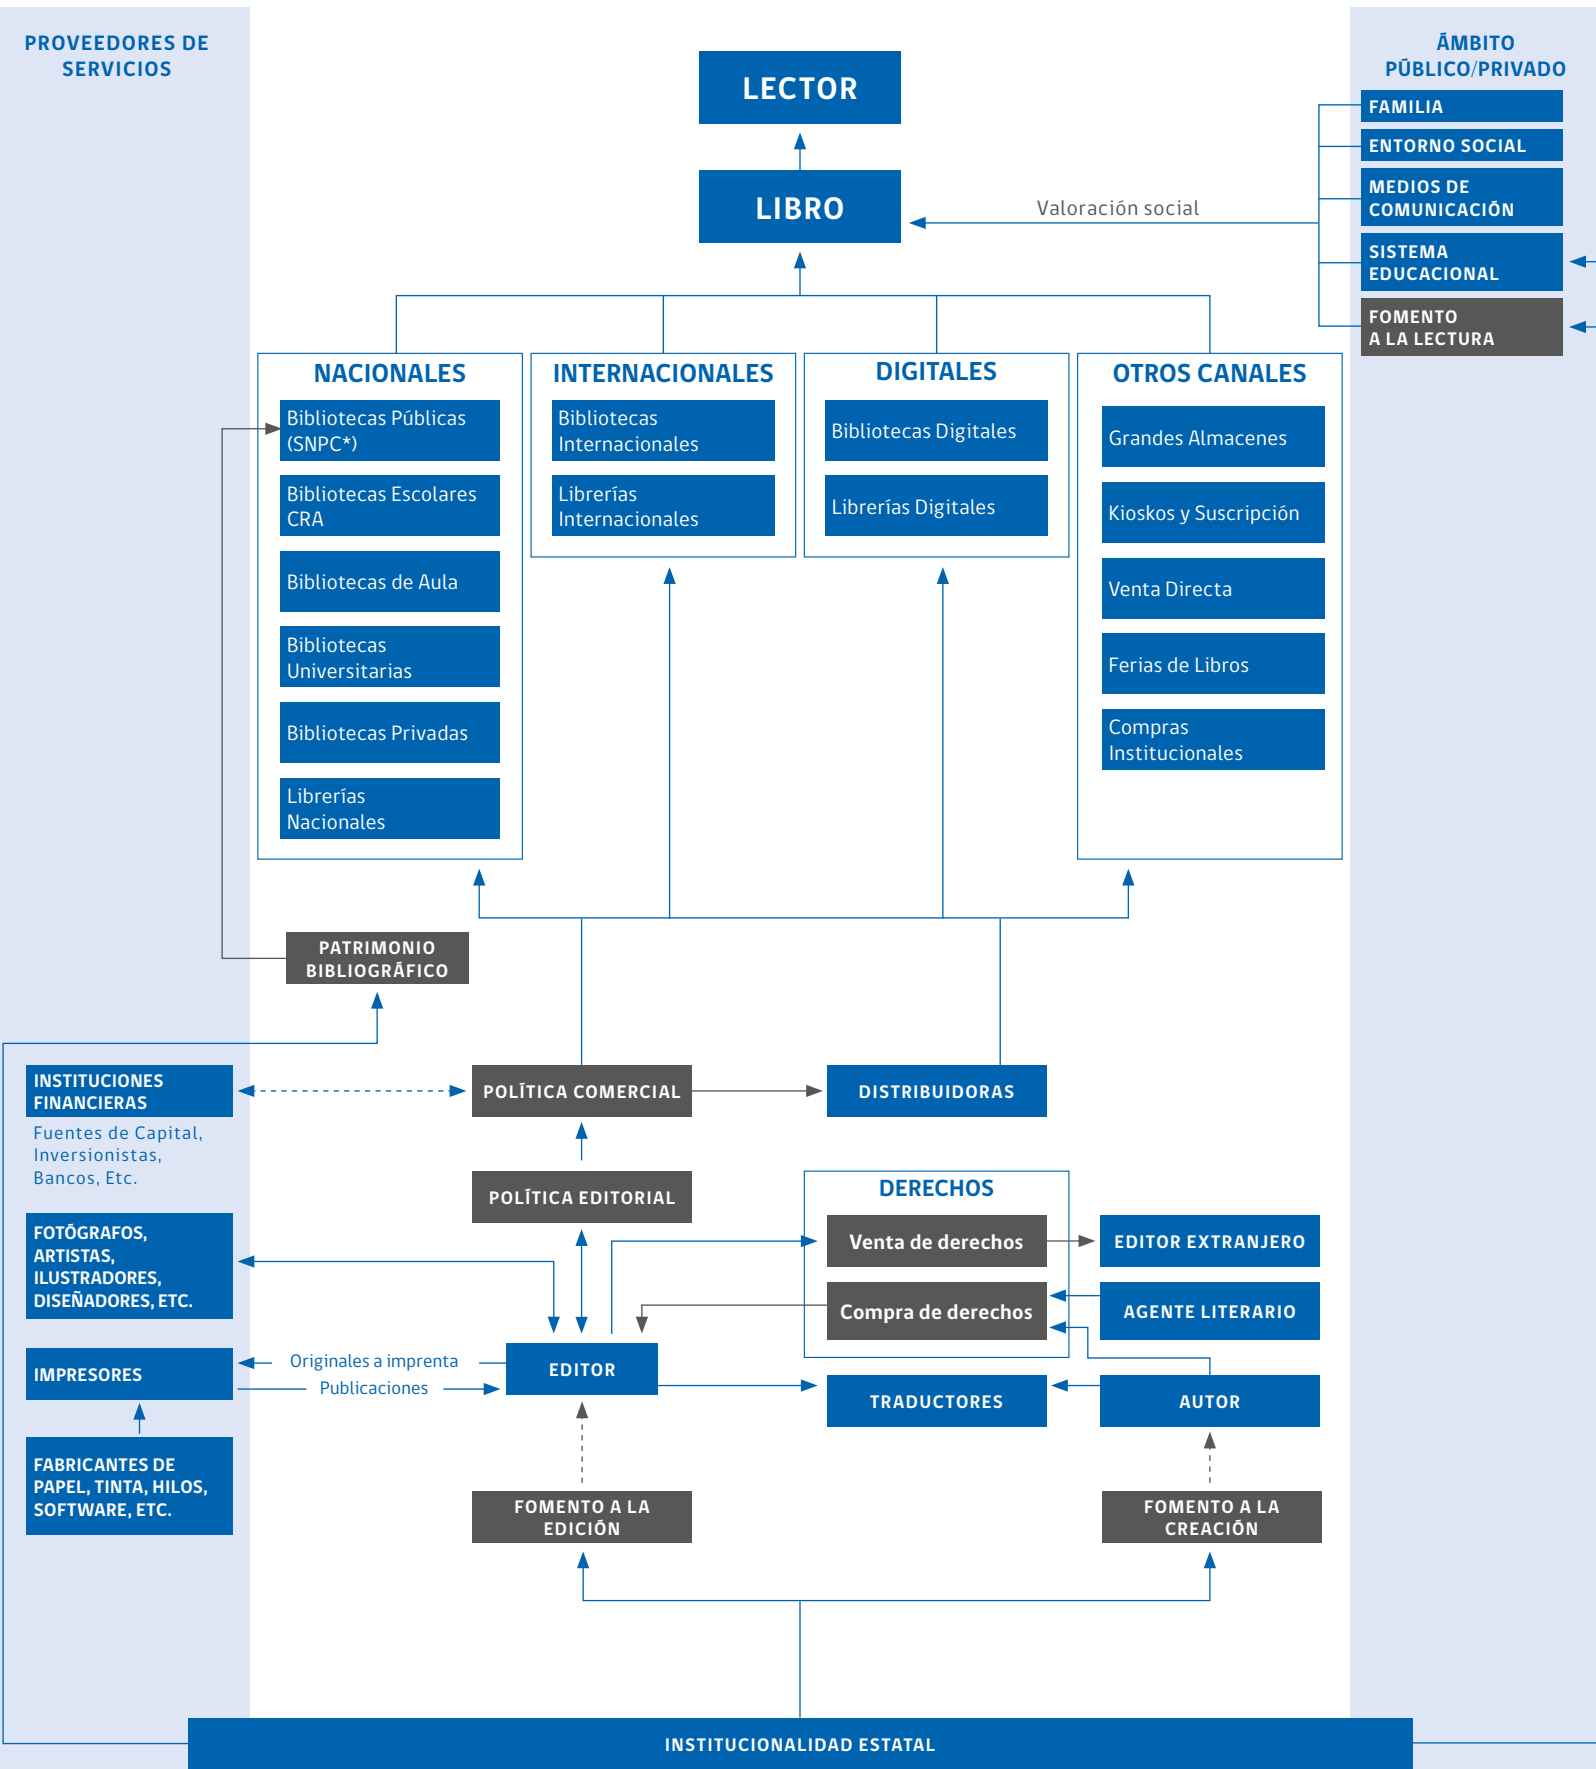 PROVEEDORES DE
SERVICIOS
ÁMBITO
PÚBLICO/PRIVADO
LECTOR
LIBRO
Valoración social
FAMILIA
ENTORNO SOCIAL
MEDIOS DE
COMUNICACIÓN
SISTEMA
EDUCACIONAL
FOMENTO
A LA LECTURA
NACIONALES
Bibliotecas Públicas
(SNPC*)
Bibliotecas Escolares
CRA
Bibliotecas de Aula
Bibliotecas
Universitarias
Bibliotecas Privadas
Librerías
Nacionales
INTERNACIONALES
Bibliotecas
Internacionales
Librerías
Internacionales
DIGITALES
Bibliotecas Digitales
Librerías Digitales
OTROS CANALES
Grandes Almacenes
Kioskos y Suscripción
Venta Directa
Ferias de Libros
Compras
Institucionales
PATRIMONIO
BIBLIOGRÁFICO
INSTITUCIONES
FINANCIERAS
Fuentes de Capital,
Inversionistas,
Bancos, Etc.
POLÍTICA COMERCIAL
DISTRIBUIDORAS
POLÍTICA EDITORIAL
DERECHOS
Venta de derechos
Compra de derechos
EDITOR EXTRANJERO
AGENTE LITERARIO
FOTÓGRAFOS,
ARTISTAS,
ILUSTRADORES,
DISEÑADORES, ETC.
IMPRESORES
Originales a imprenta
Publicaciones
EDITOR
TRADUCTORES
AUTOR
FABRICANTES DE
PAPEL, TINTA, HILOS,
SOFTWARE, ETC.
FOMENTO A LA
EDICIÓN
FOMENTO A LA
CREACIÓN
INSTITUCIONALIDAD ESTATAL